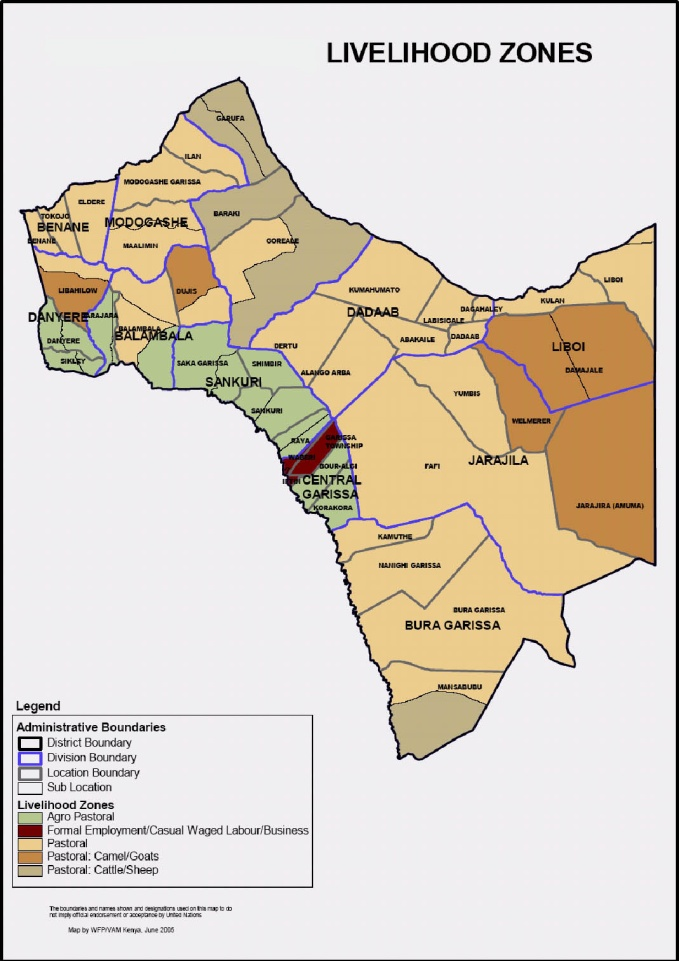 LIVELIHOOD ZONES
GARUFA
ILAN
MODOGASHE GARISSA
ELDERE
TOKOJO
BENANE
BENANE
MODOGASHE
BARAKI
MAALIMIN
GOREALE
LIBAHILOW
DUJIS
KUMAHUMATO
LIBOI
KULAN
DADAAB
DAGAHALEY
LABISIGALE
DADAAB
ABAKAILE
LIBOI
DANYERE
BALAMBALA
BALAMBALA
DANYERE
SIKLEY
DERTU
SAKA GARISSA
SHIMBIR
ALANGO ARBA
DAMAJALE
SANKURI
YUMBIS
SANKURI
WELMERER
RAYA
GARISSA
TOWNSHIP
JARAJILA
FAFI
BOUR-ALGI
CENTRAL
GARISSA
KORAKORA
JARAJIRA (AMUMA)
KAMUTHE
NANIGHI GARISSA
BURA GARISSA
BURA GARISSA
MANSABUBU
Legend
Administrative Boundaries
District Boundary
Division Boundary
Location Boundary
Sub Location
Livelihood Zones
Agro Pastoral
Formal Employment/Casual Waged Labour/Business
Pastoral
Pastoral: Camel/Goats
Pastoral: Cattle/Sheep
The boundaries and names shown and designations used on this map to do
not imply official endorsement or acceptance by United Nations
Map by WFP/VAM Kenya, June 2005